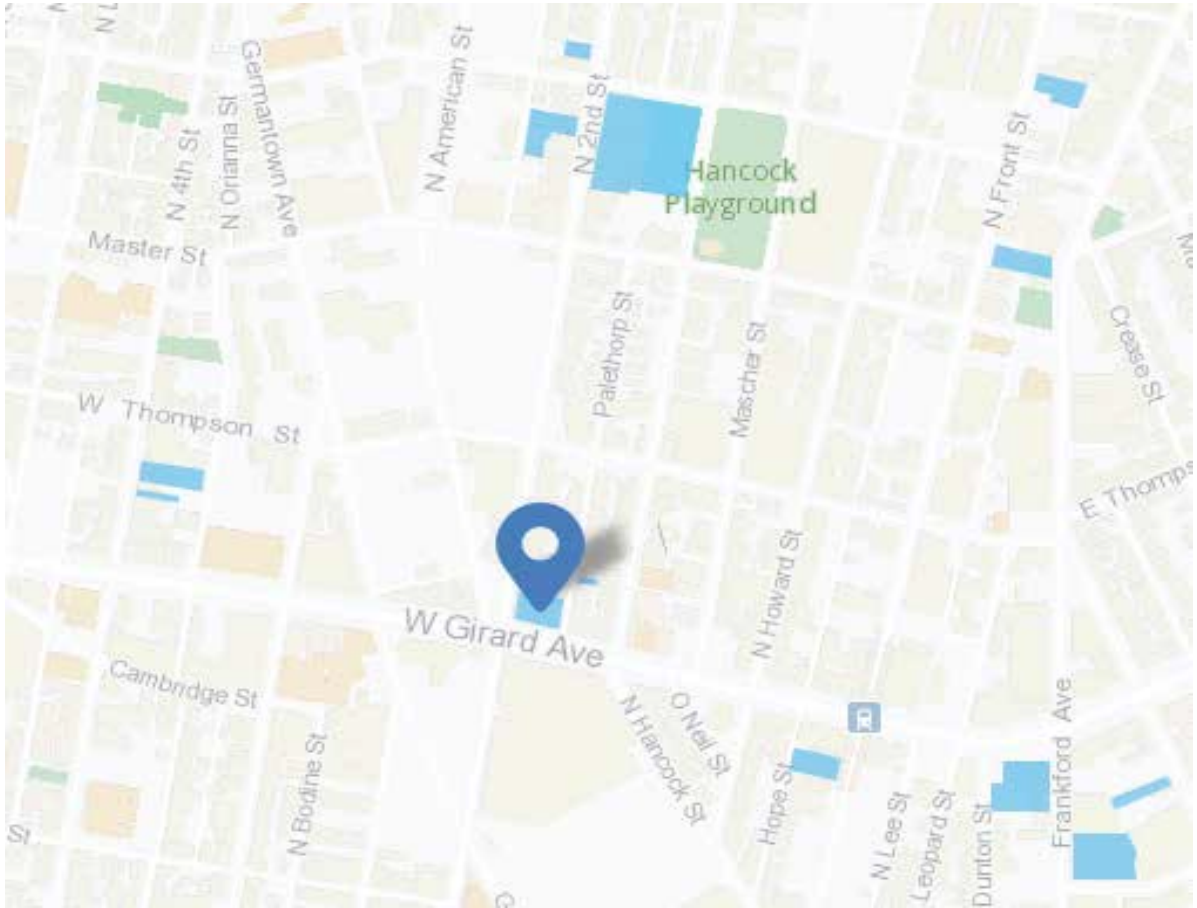 Germantown Ave
N American St
N 2nd St
N 4th St
N Orianna St
Hancock
Playground
N Front St
Master St
Palethorp St
Mascher St
Crease St
W Thompson St
E Thomps
N Howard St
W Girard Ave
Cambridge St
N Bodine St
N Hancock St
O Neil St
Hope St
N Lee St
Leopard St
Dunton St
Frankford Ave
St